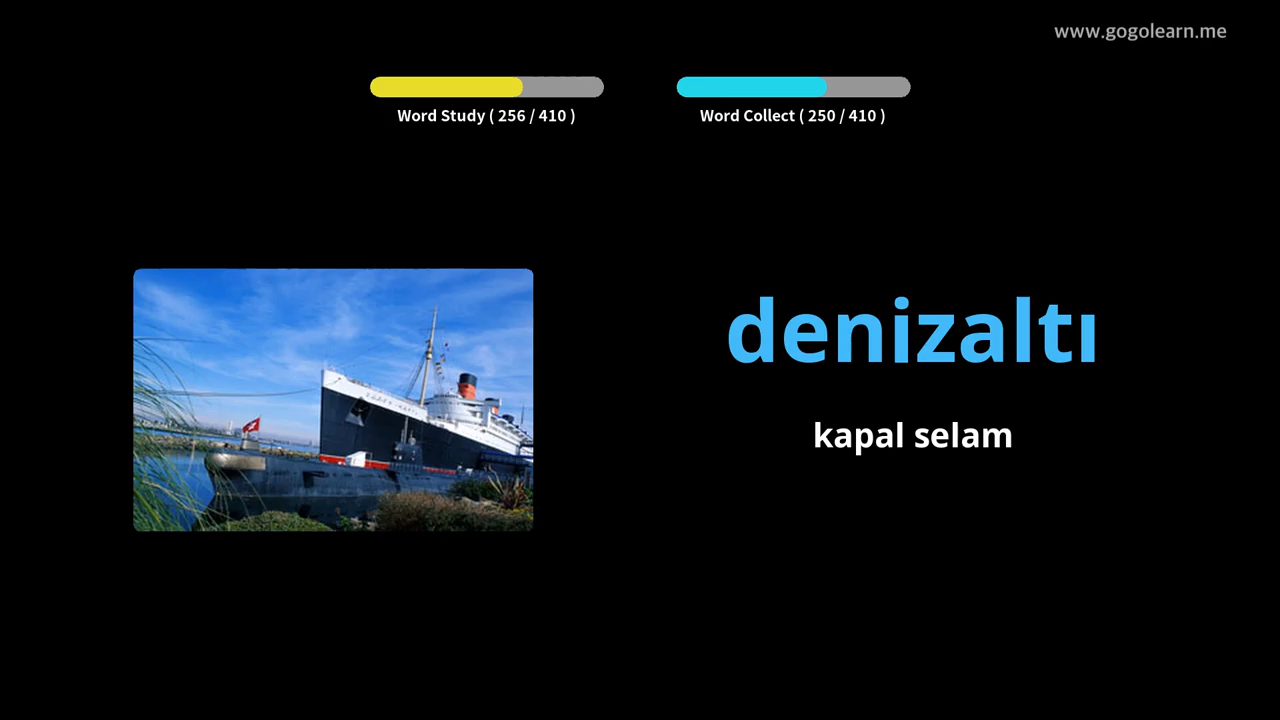 www.gogolearn.me
Word Study ( 256 / 410 )
Word Collect ( 250 / 410 )
denizaltı
kapal selam